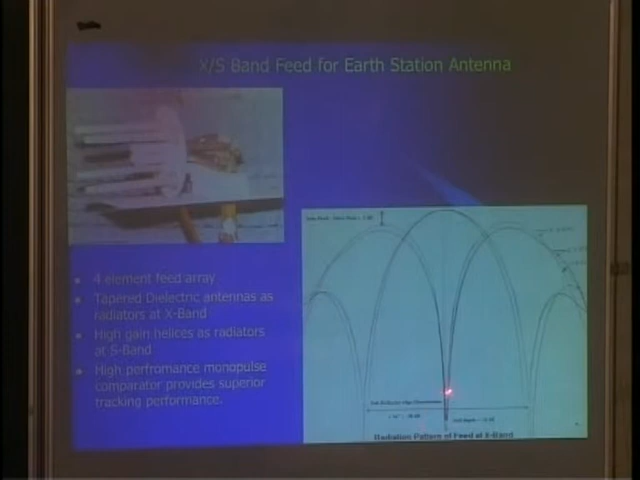 X/S Band Feed for Earth Station Antenna
4 element feed array
Tapered Dielectric antennas as
radiators at X-Band
High gain helices as radiators
at S-Band
High perfromance monopulse
comparator provides superior
tracking performance.
Radiation Pattern of Feed at X-Band